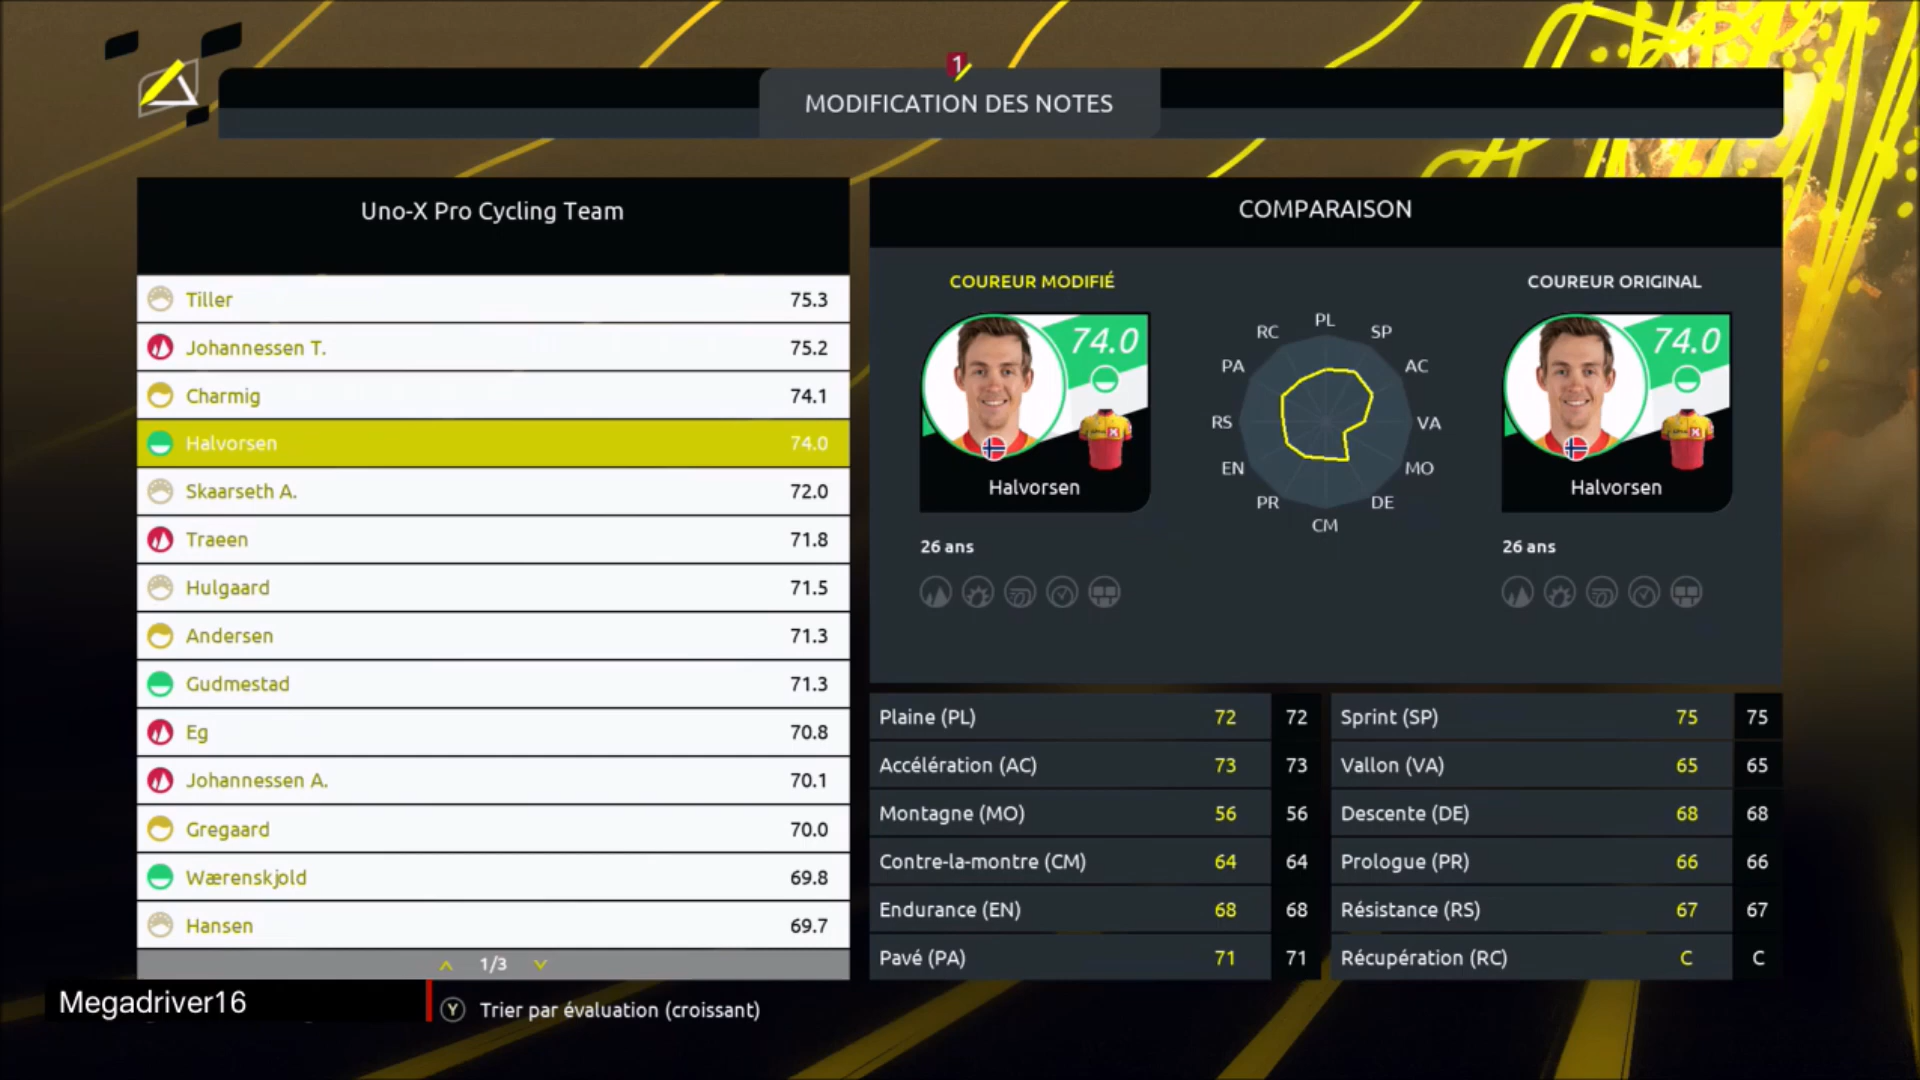 1
MODIFICATION DES NOTES
Uno-X Pro Cycling Team
Tiller 75.3
Johannessen T. 75.2
Charmig 74.1
Halvorsen 74.0
Skaarseth A. 72.0
Traeen 71.8
Hulgaard 71.5
Andersen 71.3
Gudmestad 71.3
Eg 70.8
Johannessen A. 70.1
Gregaard 70.0
Wærenskjold 69.8
Hansen 69.7
1/3
Megadriver16
Y Trier par évaluation (croissant)
COMPARAISON
COUREUR MODIFIÉ
74.0
Halvorsen
26 ans
PL
SP
AC
VA
MO
DE
CM
PR
EN
RS
PA
RC
COUREUR ORIGINAL
74.0
Halvorsen
26 ans
Plaine (PL) 72 72 Sprint (SP) 75 75
Accélération (AC) 73 73 Vallon (VA) 65 65
Montagne (MO) 56 56 Descente (DE) 68 68
Contre-la-montre (CM) 64 64 Prologue (PR) 66 66
Endurance (EN) 68 68 Résistance (RS) 67 67
Pavé (PA) 71 71 Récupération (RC) C C